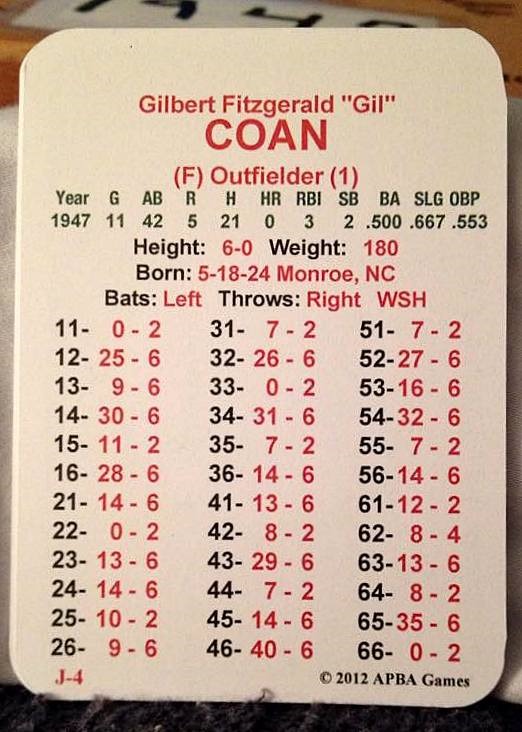 Gilbert Fitzgerald "Gil"
COAN
(F) Outfielder (1)
Year G AB R H HR RBI SB BA SLG OBP
1947 11 42 5 21 0 3 2 .500 .667 .553
Height: 6-0 Weight: 180
Born: 5-18-24 Monroe, NC
Bats: Left Throws: Right WSH
11- 0 - 2 31- 7 - 2 51- 7 - 2
12- 25 - 6 32- 26 - 6 52- 27 - 6
13- 9 - 6 33- 0 - 2 53- 16 - 6
14- 30 - 6 34- 31 - 6 54- 32 - 6
15- 11 - 2 35- 7 - 2 55- 7 - 2
16- 28 - 6 36- 14 - 6 56- 14 - 6
21- 14 - 6 41- 13 - 6 61- 12 - 2
22- 0 - 2 42- 8 - 2 62- 8 - 4
23- 13 - 6 43- 29 - 6 63- 13 - 6
24- 14 - 6 44- 7 - 2 64- 8 - 2
25- 10 - 2 45- 14 - 6 65- 35 - 6
26- 9 - 6 46- 40 - 6 66- 0 - 2
J-4 © 2012 APBA Games